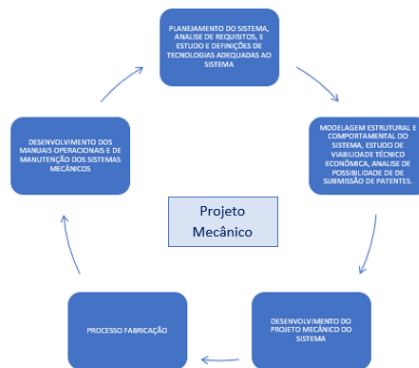 PLANEJAMENTO DO SISTEMA,
ANALISE DE REQUISITOS, E
ESTUDO E DEFINIÇÕES DE
TECNOLOGIAS ADEQUADAS AO
SISTEMA
MODELAGEM ESTRUTURAL E
COMPORTAMENTAL DO
SISTEMA, ESTUDO DE
VIABILIDADE TÉCNICO
ECONÔMICA, ANALISE DE
POSSIBILIDADE DE DE
SUBMISSÃO DE PATENTES.
DESENVOLVIMENTO DO
PROJETO MECÂNICO DO
SISTEMA
PROCESSO FABRICAÇÃO
DESENVOLVIMENTO DOS
MANUAIS OPERACIONAIS E DE
MANUTENÇÃO DOS SISTEMAS
MECÂNICOS
Projeto
Mecânico